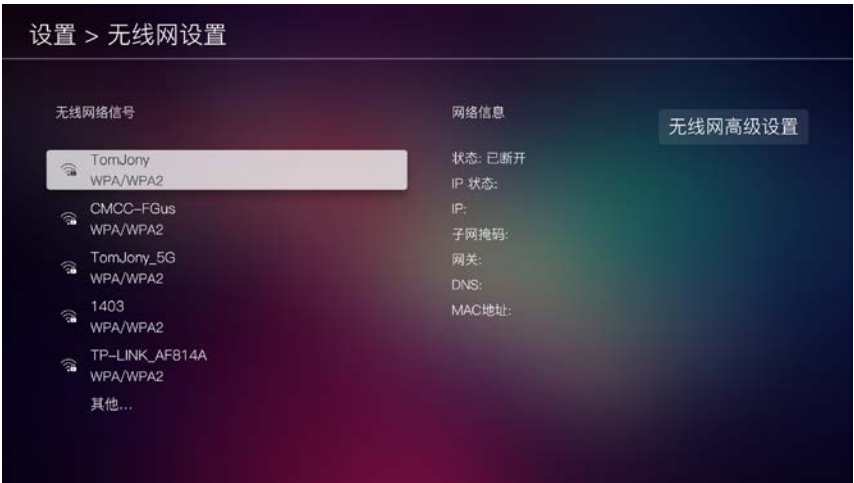 设置 > 无线网设置
无线网络信号
TomJony
WPA/WPA2
CMCC-FGus
WPA/WPA2
TomJony_5G
WPA/WPA2
1403
WPA/WPA2
TP-LINK_AF814A
WPA/WPA2
其他...
网络信息
状态: 已断开
IP 状态:
IP:
子网掩码:
网关:
DNS:
MAC地址:
无线网高级设置